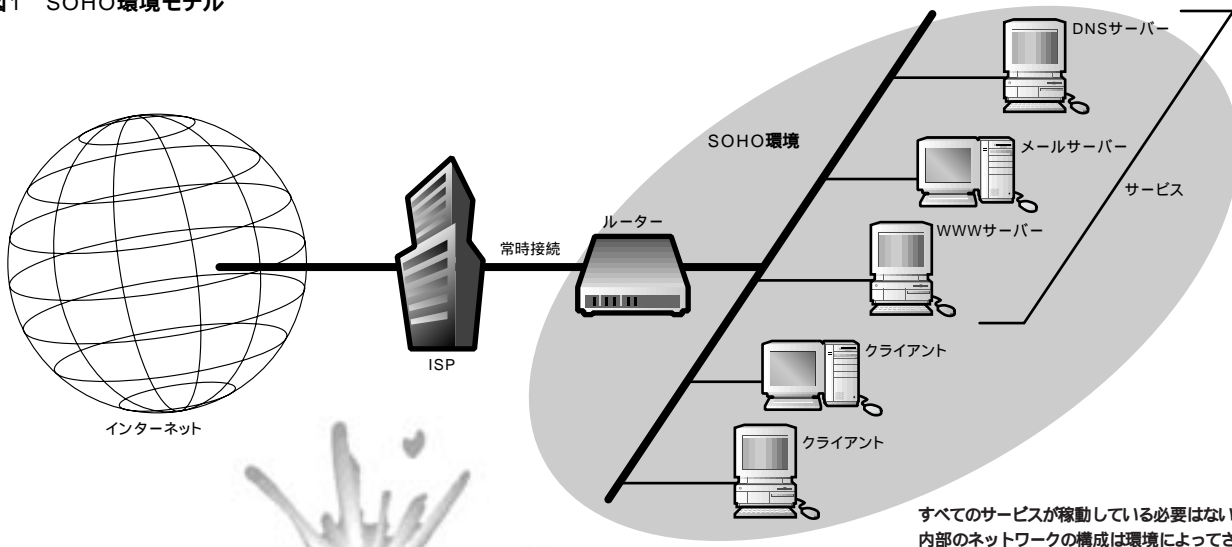 図1 SOHO環境モデル
DNSサーバー
SOHO環境
メールサーバー
サービス
ルーター
WWWサーバー
常時接続
クライアント
ISP
インターネット
クライアント
すべてのサービスが稼動している必要はない
内部のネットワークの構成は環境によってさ